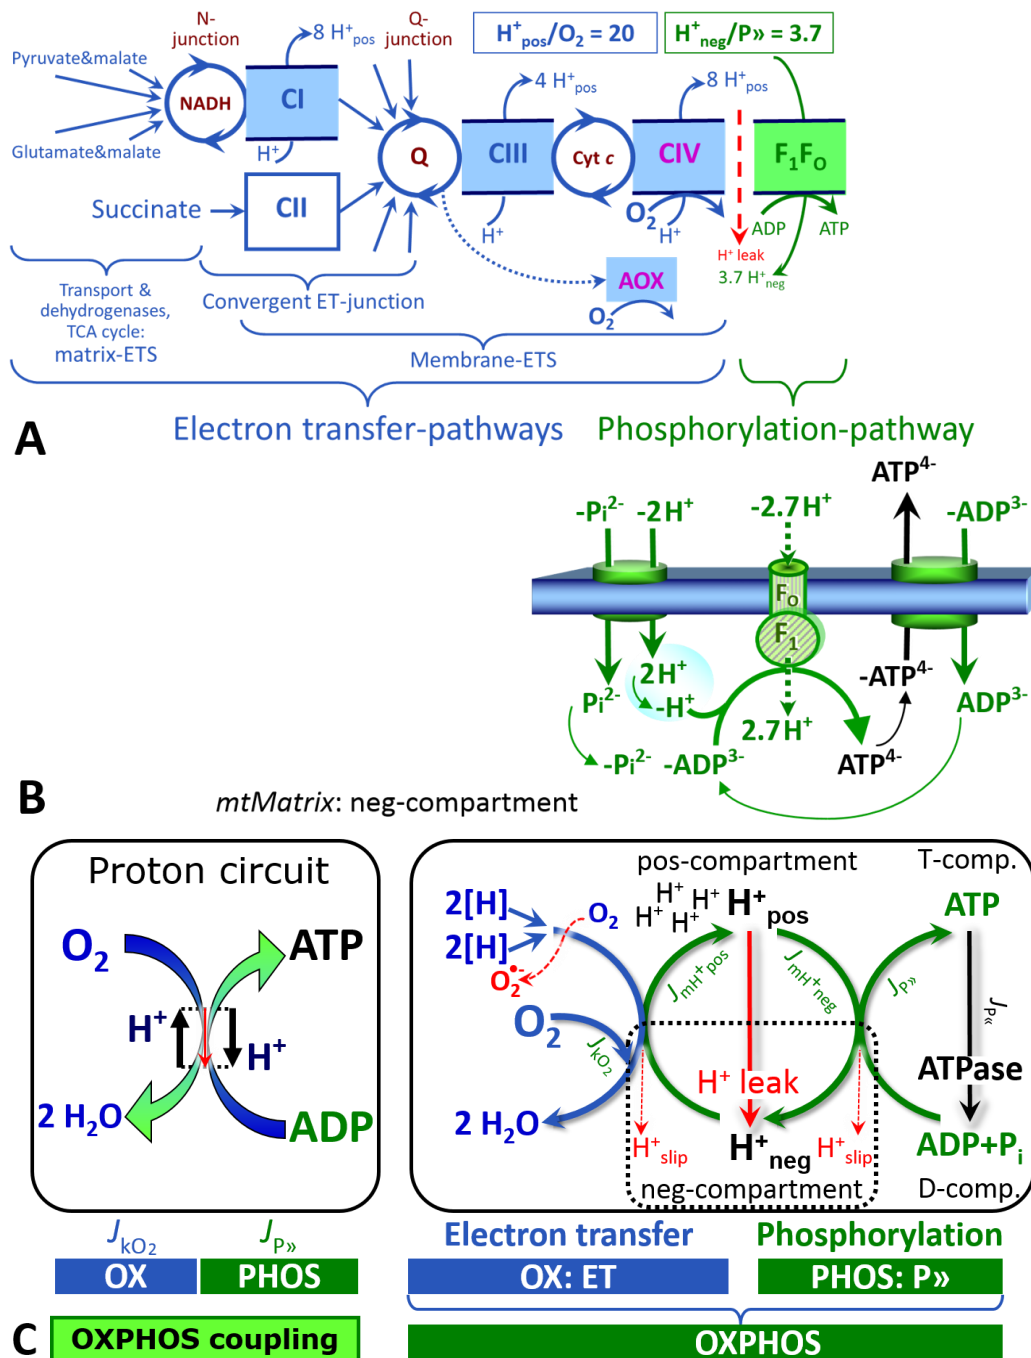 N-
junction
8 H⁺pos
Q-
junction
H⁺pos/O₂ = 20
H⁺neg/P» = 3.7
Pyruvate&malate
NADH
CI
4 H⁺pos
8 H⁺pos
Glutamate&malate
H⁺
Q
CIII
Cyt c
CIV
F₁FO
Succinate
CII
H⁺
O₂
H⁺
ADP
ATP
H⁺ leak
3.7 H⁺neg
AOX
O₂
Transport &
dehydrogenases,
TCA cycle:
matrix-ETS
Convergent ET-junction
Membrane-ETS
A
Electron transfer-pathways
Phosphorylation-pathway
ATP⁴⁻
-Pi²⁻
-2H⁺
-2.7H⁺
-ADP³⁻
FO
F₁
2H⁺
-H⁺
-ATP⁴⁻
Pi²⁻
2.7H⁺
ADP³⁻
-Pi²⁻
-ADP³⁻
ATP⁴⁻
B
mtMatrix: neg-compartment
Proton circuit
O₂
ATP
H⁺
H⁺
2 H₂O
ADP
pos-compartment
T-comp.
2[H]
2[H]
O₂
O₂•-
H⁺ H⁺ H⁺
H⁺ H⁺
H⁺pos
ATP
JmH⁺pos
JmH⁺neg
JP»
JP«
O₂
JkO₂
H⁺ leak
ATPase
2 H₂O
H⁺slip
H⁺neg
H⁺slip
ADP+Pi
neg-compartment
D-comp.
JkO₂
JP»
Electron transfer
Phosphorylation
OX
PHOS
OX: ET
PHOS: P»
C
OXPHOS coupling
OXPHOS